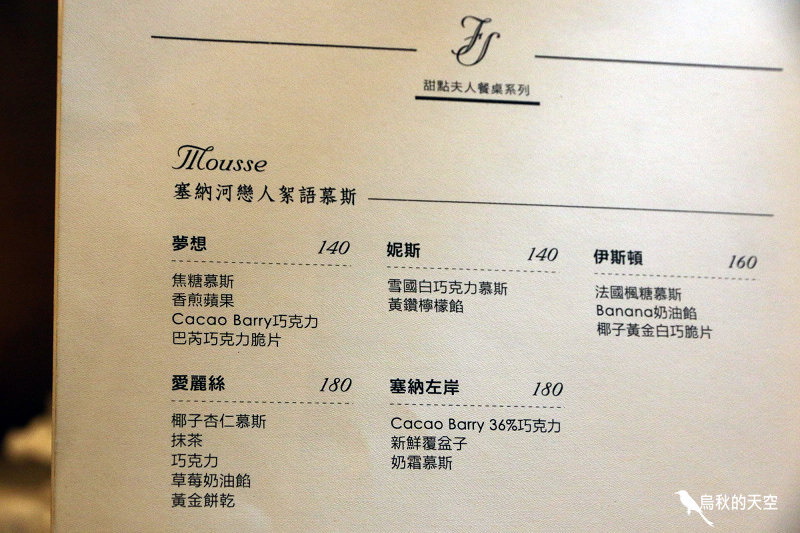 FS
甜點夫人餐桌系列
Mousse
塞納河戀人絮語慕斯
夢想 140
焦糖慕斯
香煎蘋果
Cacao Barry巧克力
巴芮巧克力脆片
妮斯 140
雪國白巧克力慕斯
黃鑽檸檬餡
伊斯頓 160
法國楓糖慕斯
Banana奶油餡
椰子黃金白巧脆片
愛麗絲 180
椰子杏仁慕斯
抹茶
巧克力
草莓奶油餡
黃金餅乾
塞納左岸 180
Cacao Barry 36%巧克力
新鮮覆盆子
奶霜慕斯
烏秋的天空